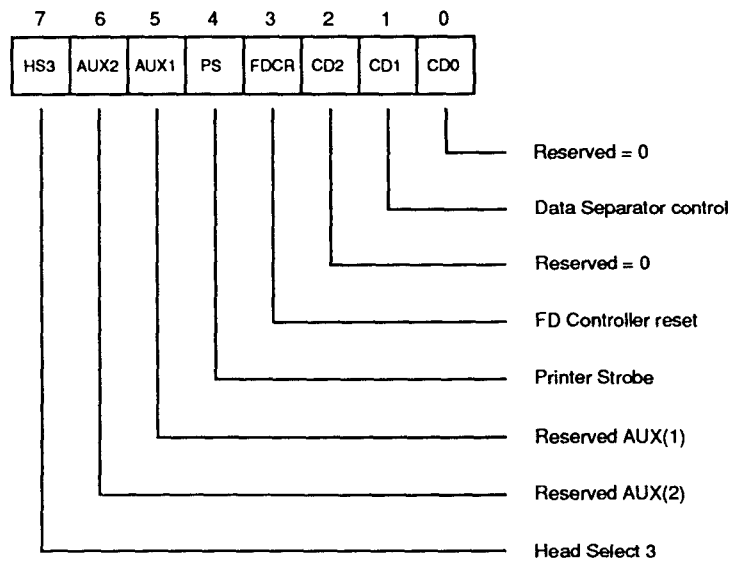 7 6 5 4 3 2 1 0
HS3 AUX2 AUX1 PS FDCR CD2 CD1 CD0
Reserved = 0
Data Separator control
Reserved = 0
FD Controller reset
Printer Strobe
Reserved AUX(1)
Reserved AUX(2)
Head Select 3